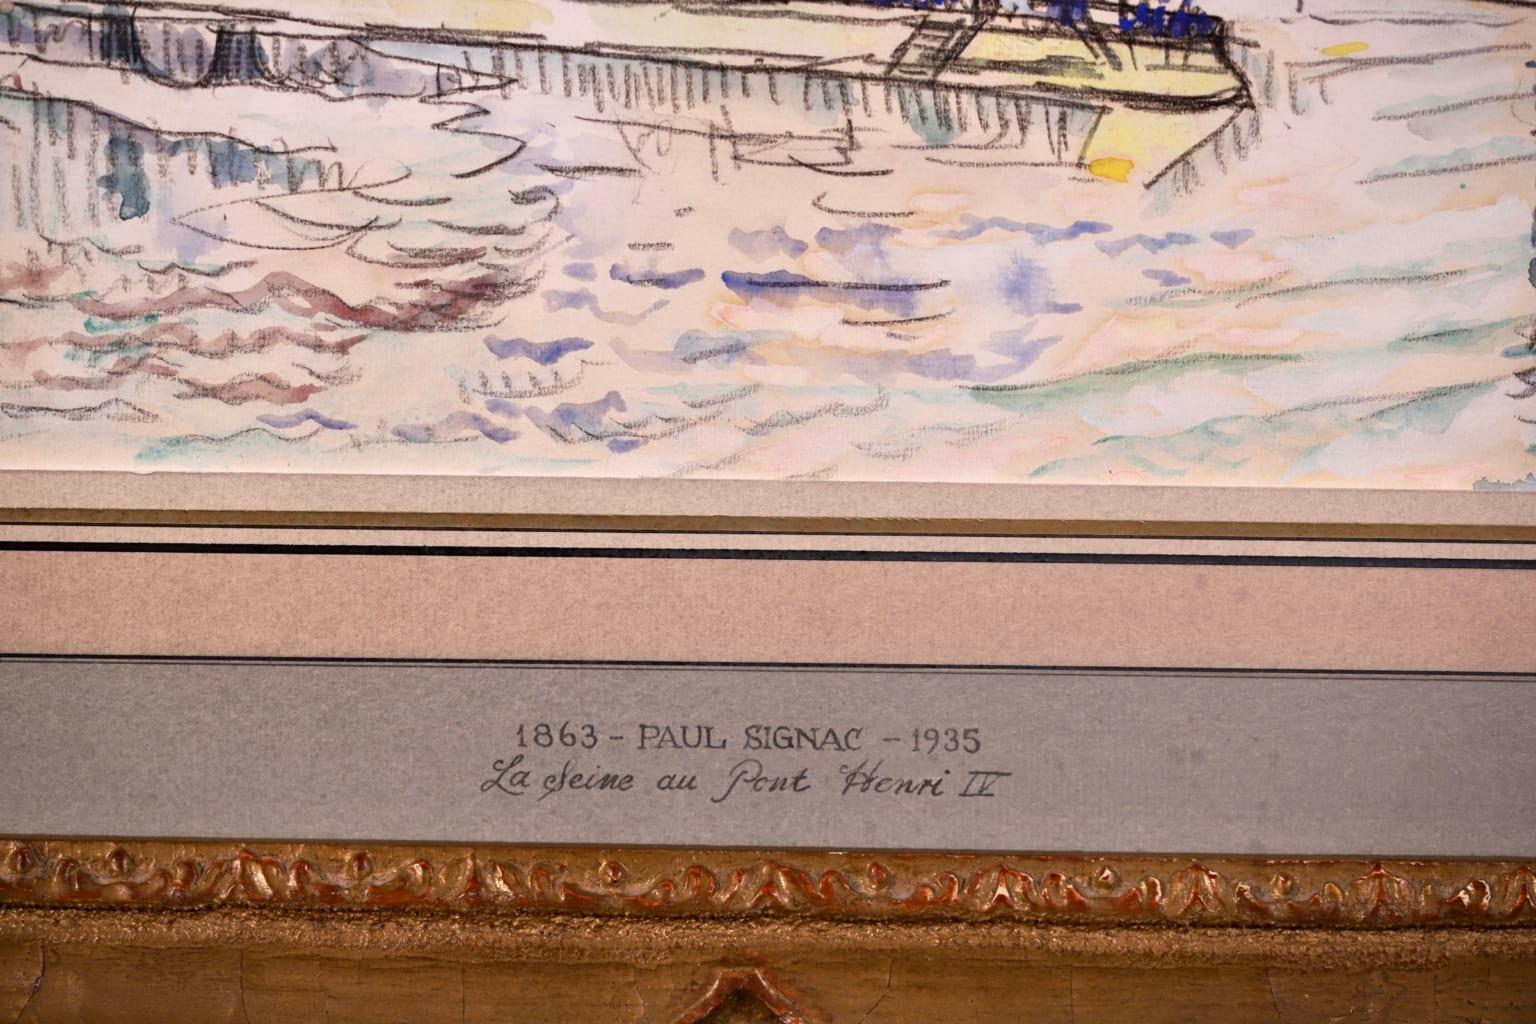 1863 - PAUL SIGNAC - 1935
La Seine au Pont Henri IV